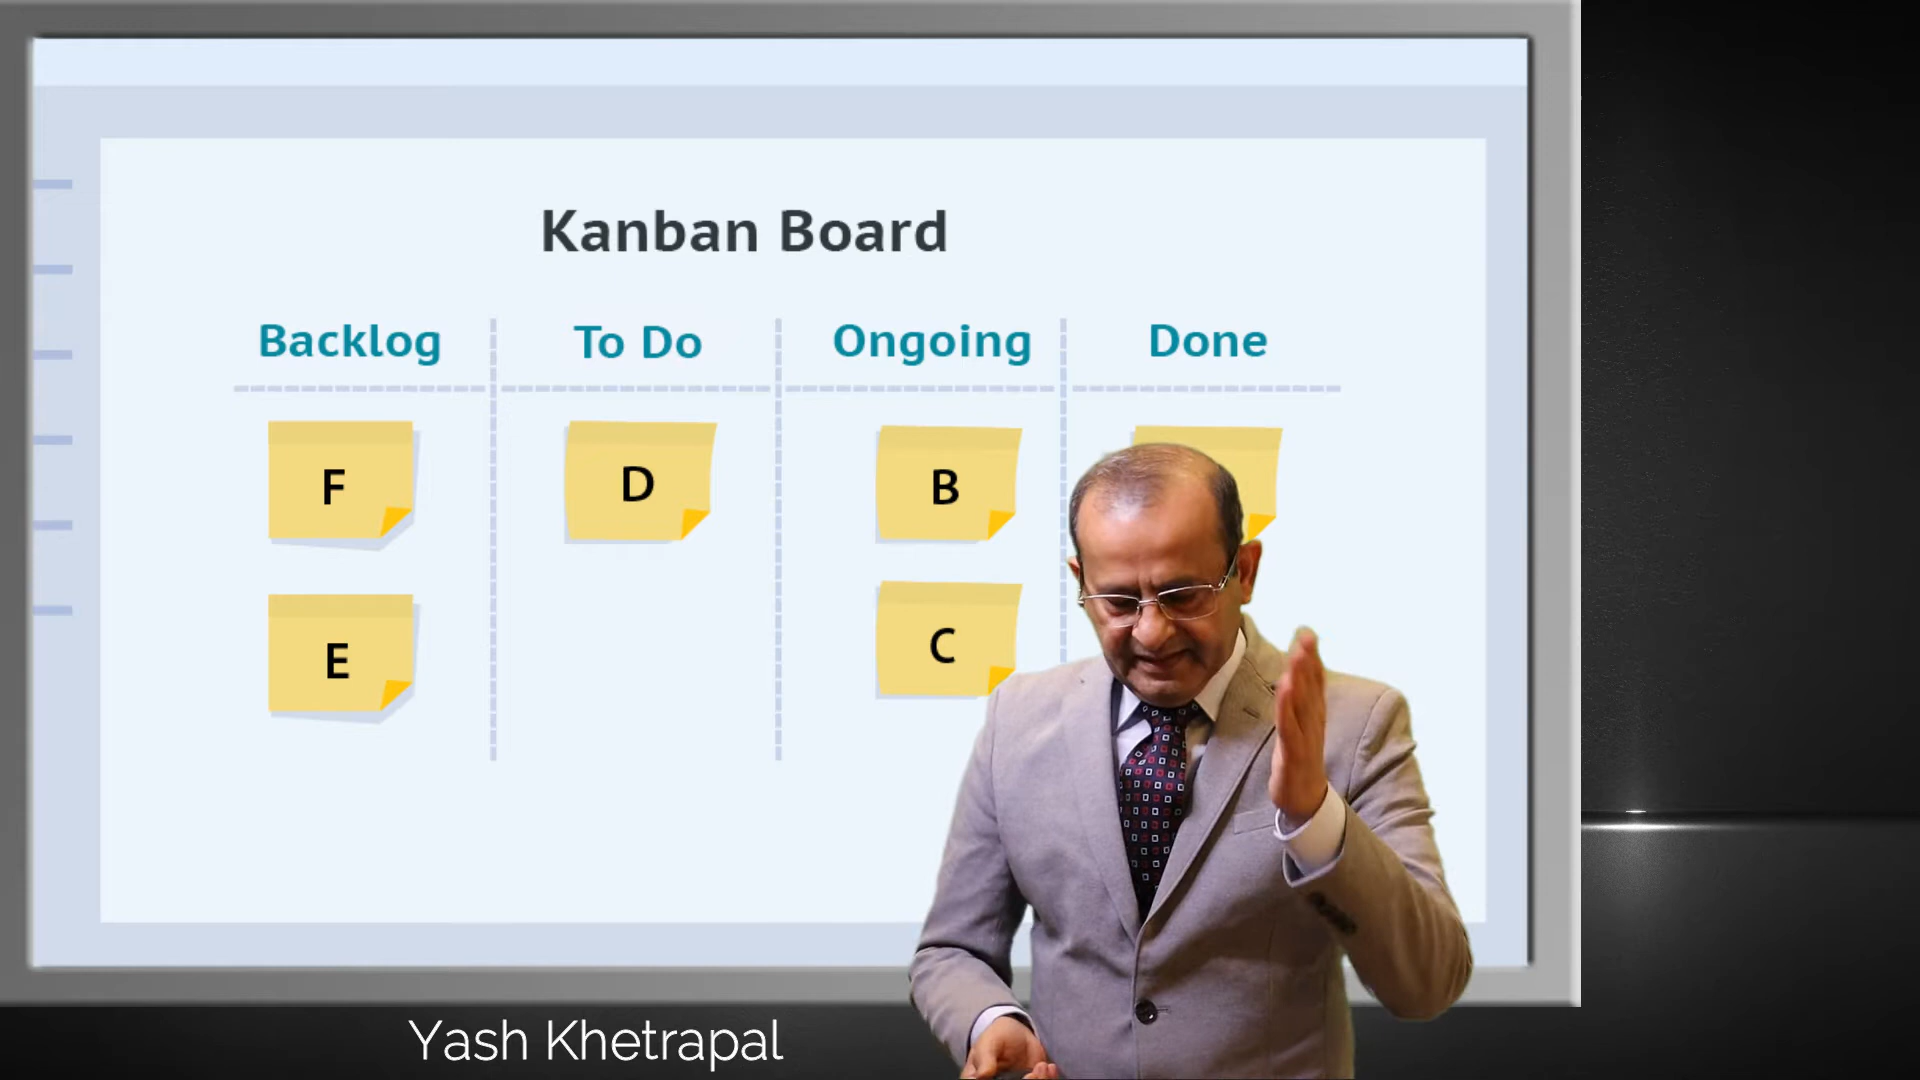 Kanban Board
Backlog To Do Ongoing Done
F D B
E C
Yash Khetrapal